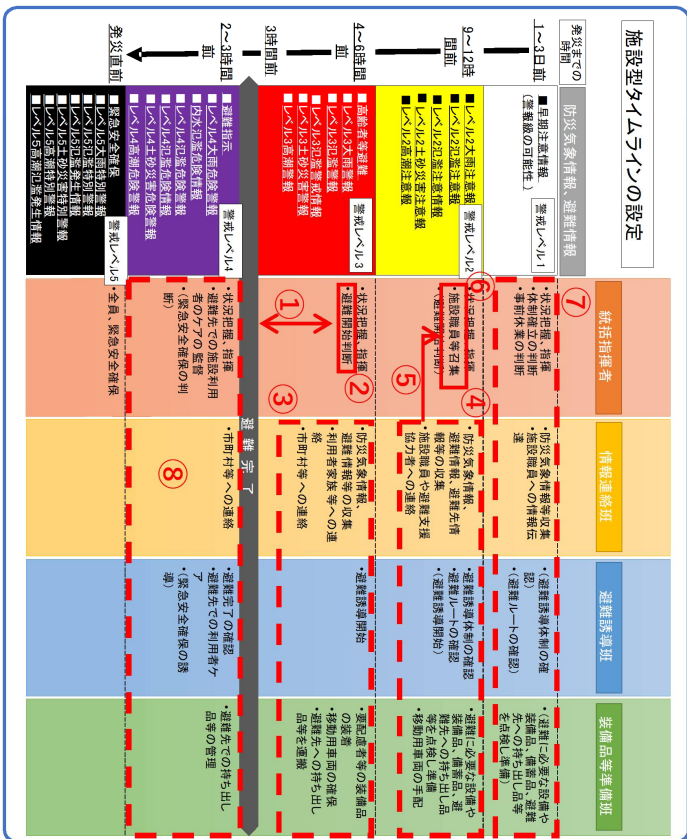 施設型タイムラインの設定
発災までの
時間
防災気象情報・避難情報
統括指揮者
情報連絡班
避難誘導班
装備品等準備班
1~3日前
警戒レベル1
■早期注意情報
(警報級の可能性)
⑦
・状況把握、指揮
・体制確立の判断
・事前休業の判断
・防災気象情報等収集
・施設職員への情報伝
達
・(避難誘導体制の確
認)
・(避難ルートの確認)
・(避難に必要な設備や
装備品、備蓄品、避難
先への持ち出し品等
を点検し準備)
9~12時
間前
警戒レベル2
■レベル2大雨注意報
■レベル2氾濫注意報
■レベル2氾濫注意情報
■レベル2土砂災害注意報
■レベル2高潮注意報
⑥
・状況把握、指揮
・施設職員等召集
・(避難開始判断)
④
⑤
・防災気象情報、
避難情報、避難先情
報等の収集
・施設職員や避難支援
協力者への連絡
・避難誘導体制の確認
・避難ルートの確認
・(避難誘導開始)
・避難に必要な設備や
装備品、備蓄品、避
難先への持ち出し品
等を点検し準備
・移動用車両の手配
4~6時間
前
警戒レベル3
■高齢者等避難
■レベル3大雨警報
■レベル3氾濫警報
■レベル3氾濫警戒情報
■レベル3土砂災害警報
■レベル3高潮警報
・状況把握、指揮
・避難開始判断
②
①
③
・防災気象情報、
避難情報等の収集
・利用者家族等への連
絡
・市町村等への連絡
・避難誘導開始
・要配慮者等の装備品
の装着
・移動用車両の確保
・避難先への持ち出し
品等を運搬
3時間前
避難完了
2~3時間
前
警戒レベル4
■避難指示
■レベル4大雨危険警報
■内水氾濫危険情報
■レベル4氾濫危険警報
■レベル4氾濫危険情報
■レベル4土砂災害危険警報
■レベル4高潮危険警報
・状況把握、指揮
・避難先での施設利用
者のケアの監督
・(緊急安全確保の判
断)
・市町村等への連絡
⑧
・避難完了の確認
・避難先での利用者ケ
ア
・(緊急安全確保の誘
導)
・避難先での持ち出し
品等の管理
発災直前
警戒レベル5
■緊急安全確保
■レベル5大雨特別警報
■レベル5氾濫特別警報
■レベル5氾濫発生情報
■レベル5土砂災害特別警報
■レベル5高潮特別警報
■レベル5高潮氾濫発生情報
・全員、緊急安全確保